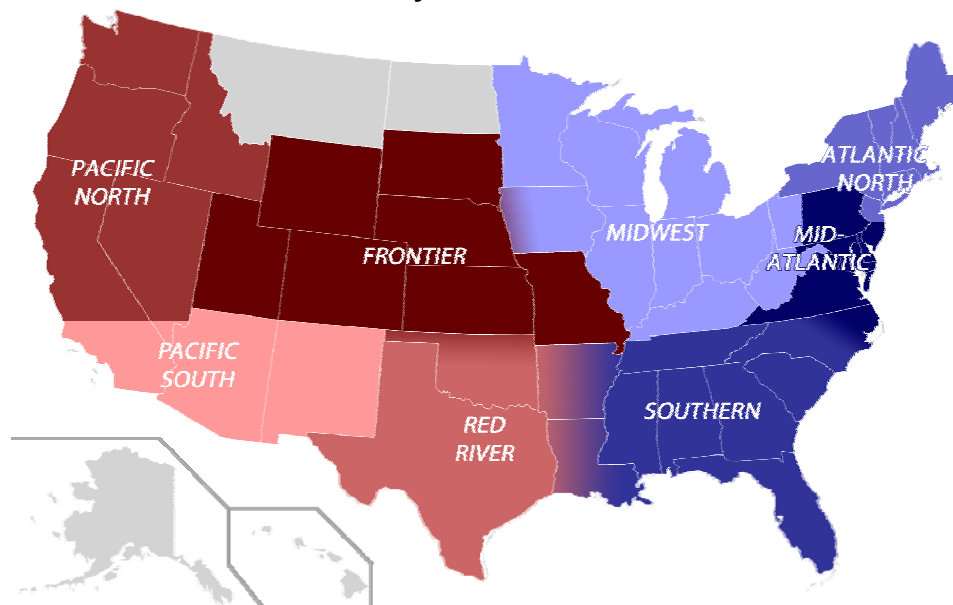 ATLANTIC
NORTH
PACIFIC
NORTH
MIDWEST
MID
ATLANTIC
FRONTIER
PACIFIC
SOUTH
SOUTHERN
RED
RIVER